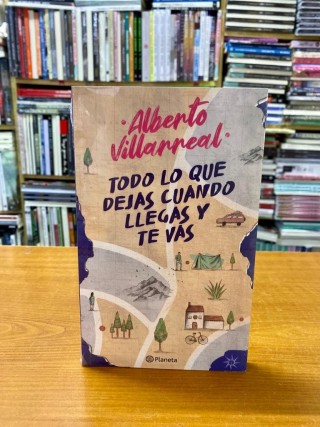 Alberto
Villarreal
TODO LO QUE
DEJAS CUANDO
LLEGAS Y
TE VAS
Planeta